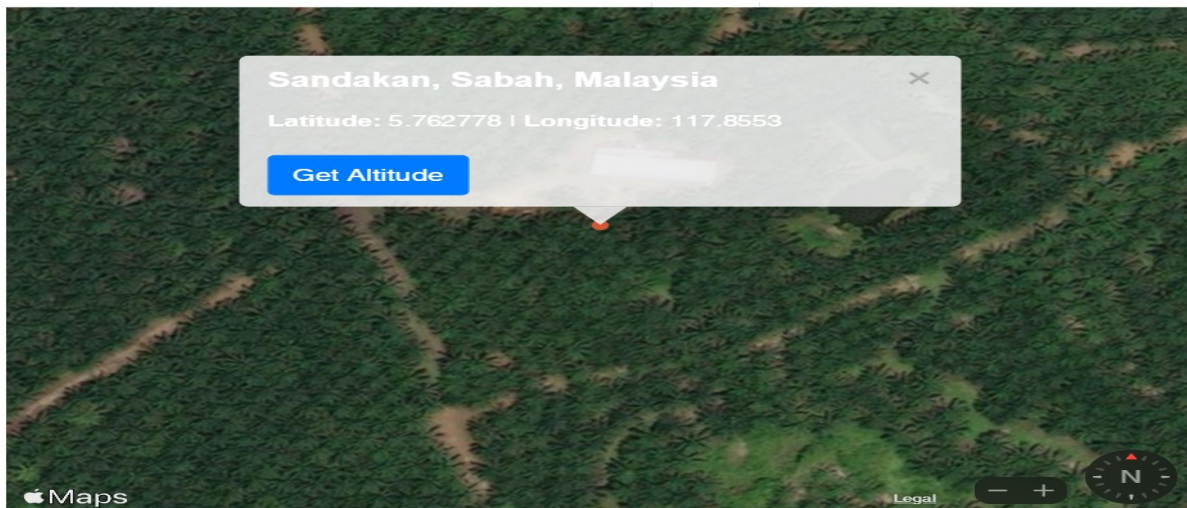 Sandakan, Sabah, Malaysia
×
Latitude: 5.762778 | Longitude: 117.8553
Get Altitude
Maps
Legal
− +
N